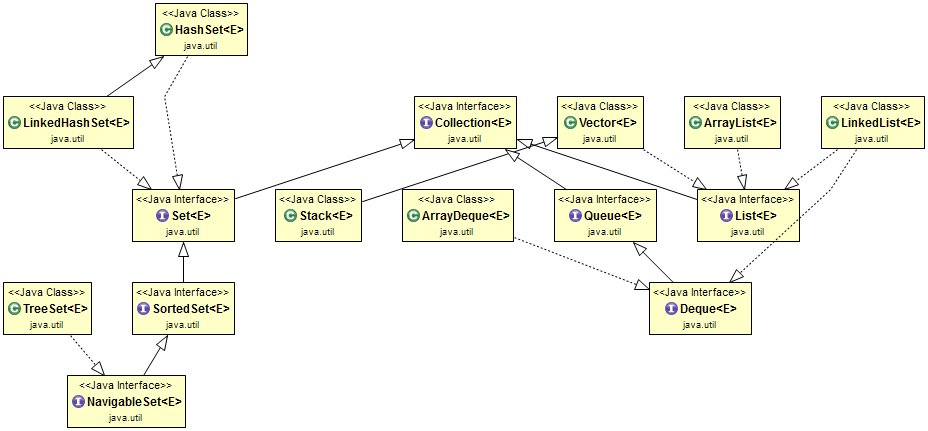 <<Java Class>>
HashSet<E>
java.util
<<Java Class>>
LinkedHashSet<E>
java.util
<<Java Interface>>
Collection<E>
java.util
<<Java Class>>
Vector<E>
java.util
<<Java Class>>
ArrayList<E>
java.util
<<Java Class>>
LinkedList<E>
java.util
<<Java Interface>>
Set<E>
java.util
<<Java Class>>
Stack<E>
java.util
<<Java Class>>
ArrayDeque<E>
java.util
<<Java Interface>>
Queue<E>
java.util
<<Java Interface>>
List<E>
java.util
<<Java Class>>
TreeSet<E>
java.util
<<Java Interface>>
SortedSet<E>
java.util
<<Java Interface>>
Deque<E>
java.util
<<Java Interface>>
NavigableSet<E>
java.util